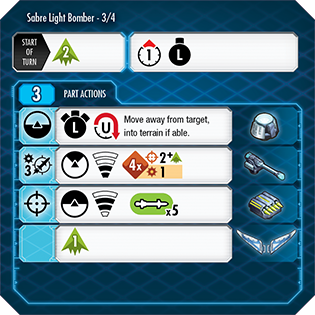 Sabre Light Bomber - 3/4
START OF TURN
2
1 L
3 PART ACTIONS
L U Move away from target,
into terrain if able.
3 4x 2+
1
x5
1